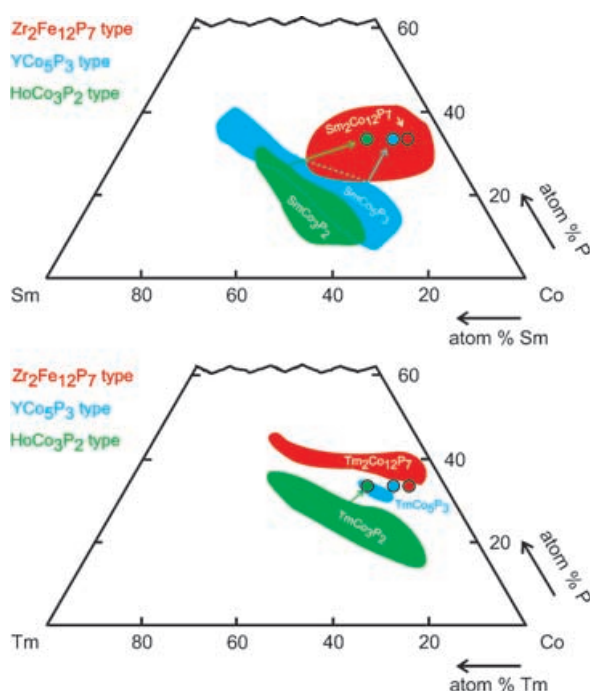 Zr2Fe12P7 type
YCo5P3 type
HoCo3P2 type
60
40
20
Sm2Co12P7
SmCo5P3
SmCo3P2
atom % P
80
60
40
20
Sm
Co
atom % Sm
Zr2Fe12P7 type
YCo5P3 type
HoCo3P2 type
60
40
20
Tm2Co12P7
TmCo5P3
TmCo3P2
atom % P
80
60
40
20
Tm
Co
atom % Tm